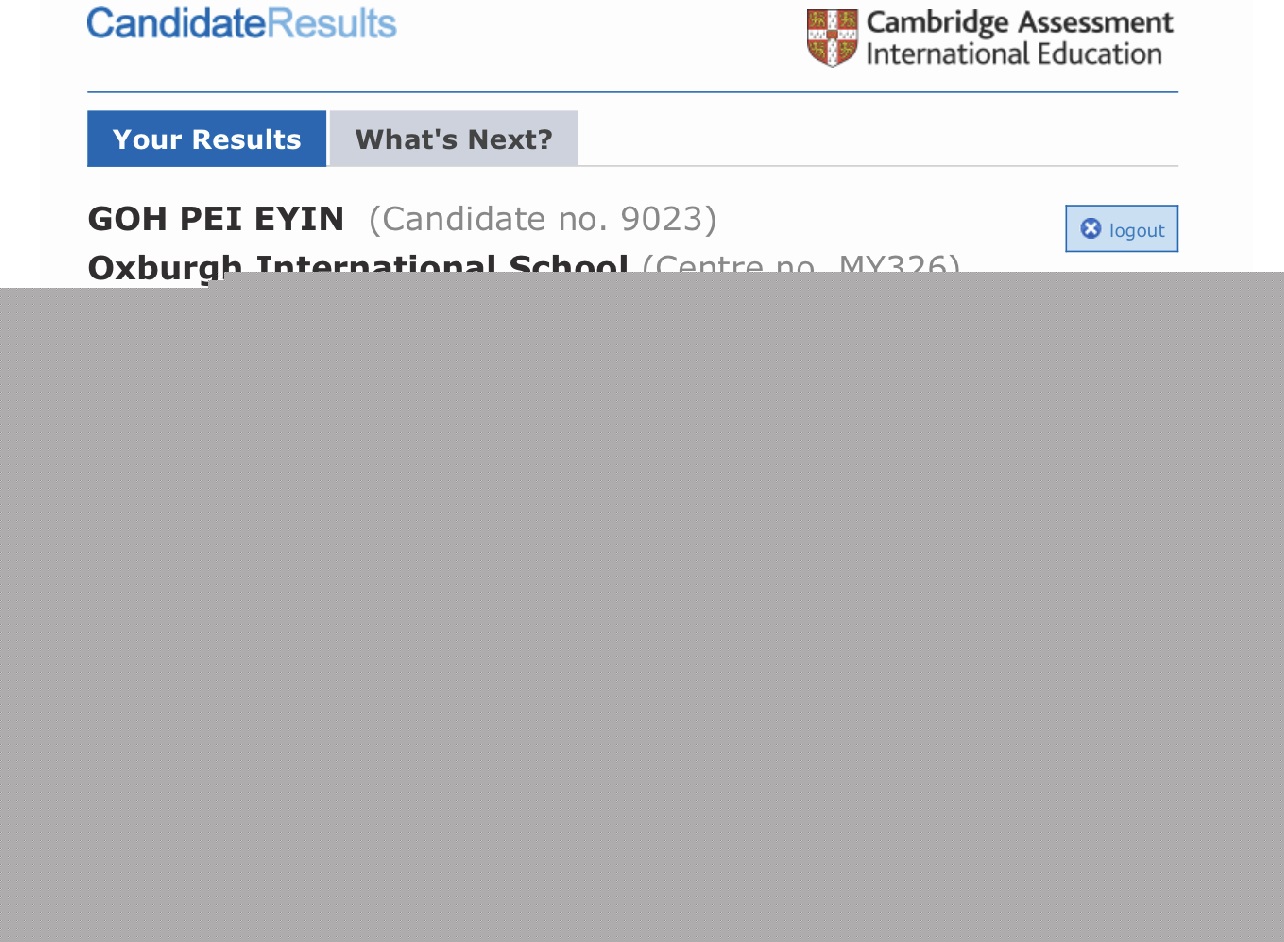 CandidateResults
Cambridge Assessment
International Education
Your Results
What's Next?
GOH PEI EYIN (Candidate no. 9023)
logout
Oxburgh International School (Centre no. MY326)